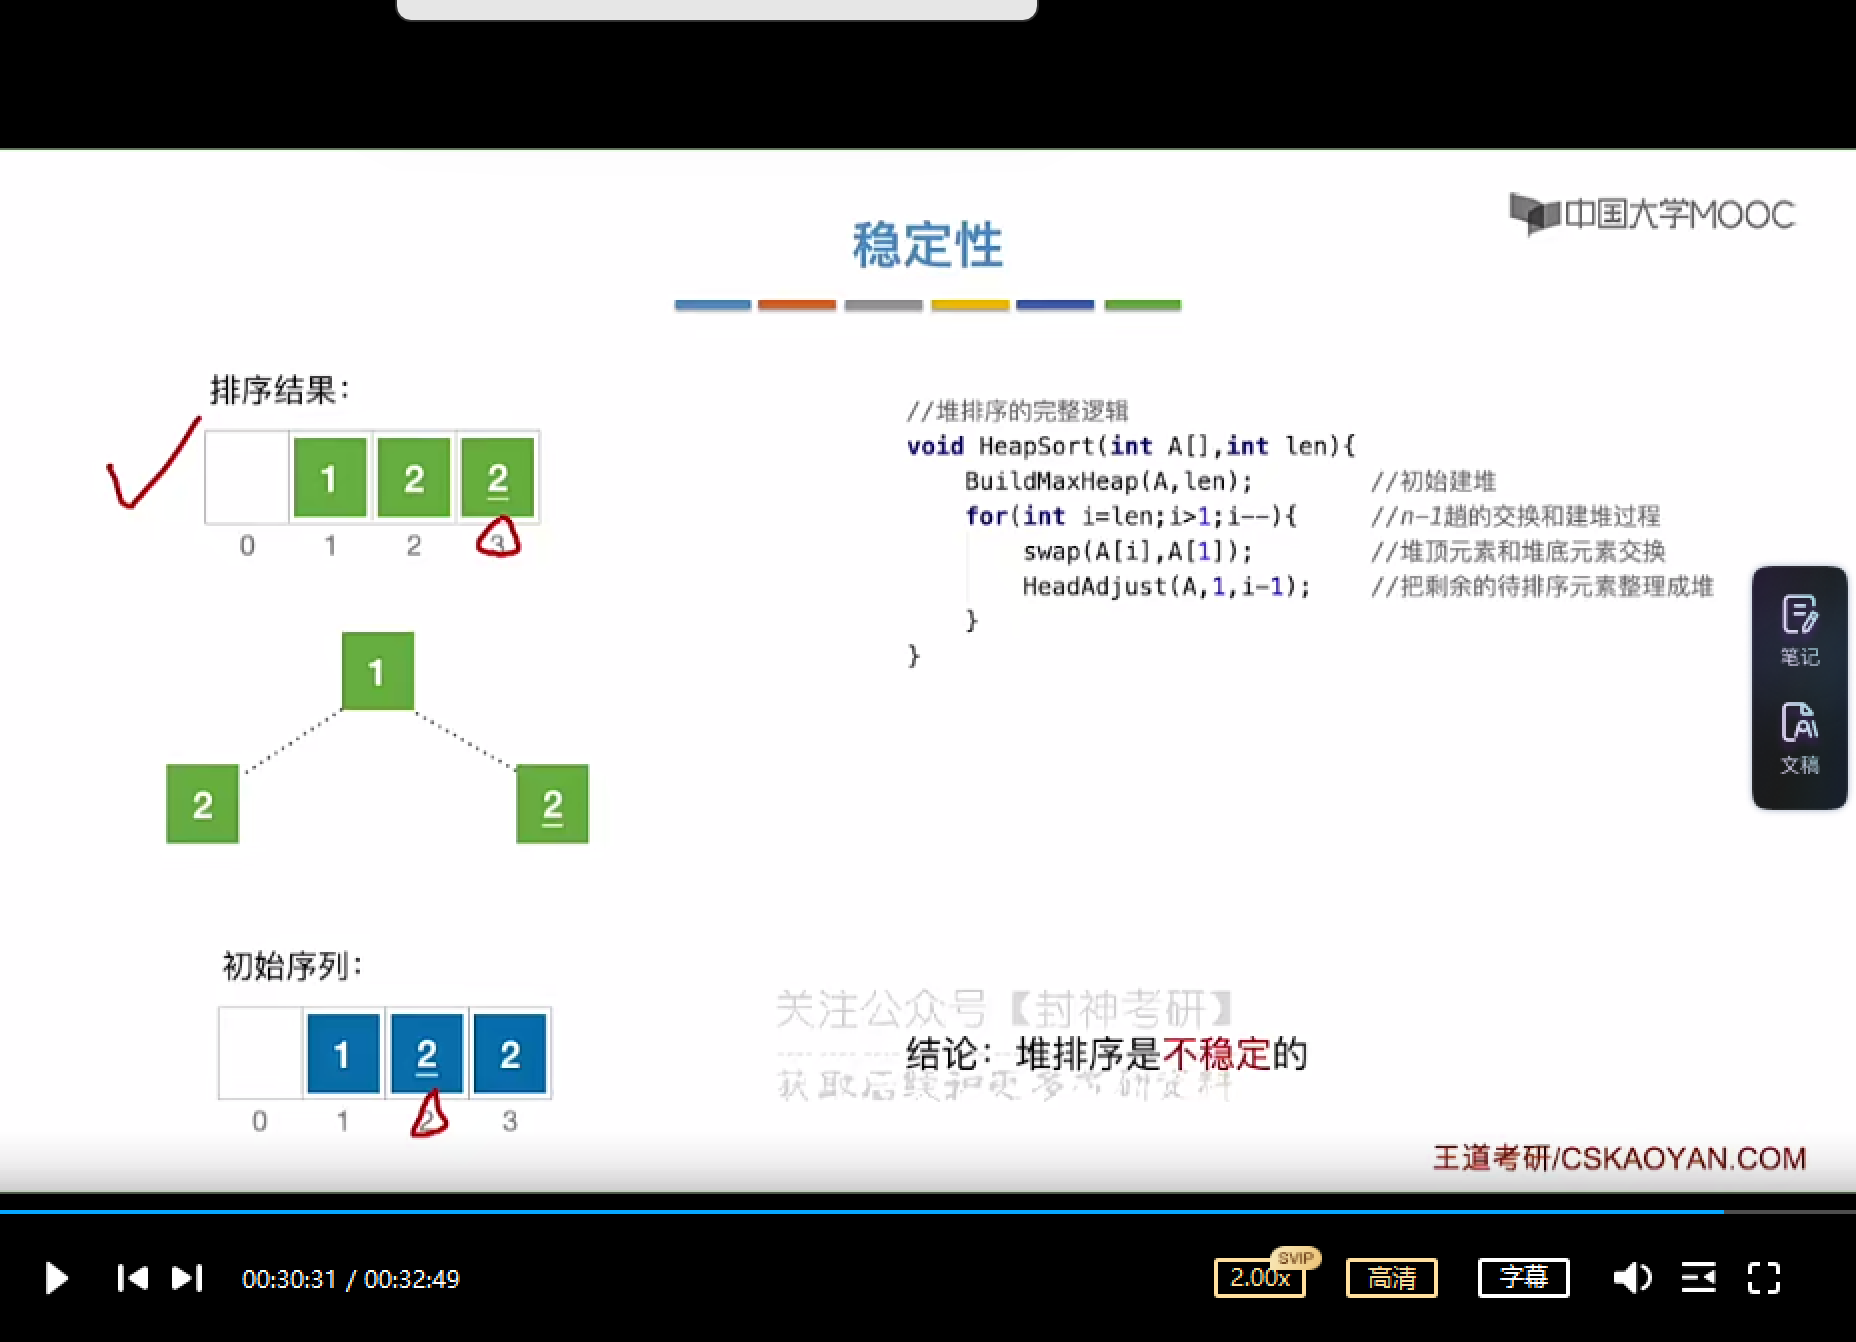 中国大学MOOC
稳定性
排序结果:
1 2 2
0 1 2 3
1
2 2
//堆排序的完整逻辑
void HeapSort(int A[],int len){
BuildMaxHeap(A,len); //初始建堆
for(int i=len;i>1;i--){ //n-1趟的交换和建堆过程
swap(A[i],A[1]); //堆顶元素和堆底元素交换
HeadAdjust(A,1,i-1); //把剩余的待排序元素整理成堆
}
}
笔记
文稿
初始序列:
1 2 2
0 1 2 3
关注公众号【封神考研】
结论: 堆排序是不稳定的
获取后续和更多考研资料
王道考研/CSKAOYAN.COM
00:30:31 / 00:32:49
SVIP
2.00x 高清 字幕